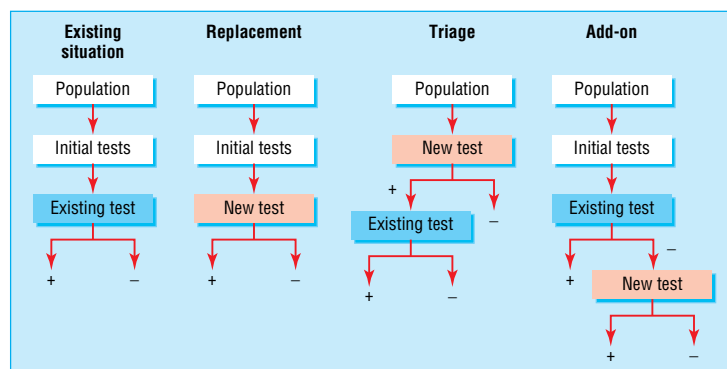 Existing
situation
Population
Initial tests
Existing test
+
–
Replacement
Population
Initial tests
New test
+
–
Triage
Population
New test
+
–
Existing test
+
–
Add-on
Population
Initial tests
Existing test
+
–
New test
+
–